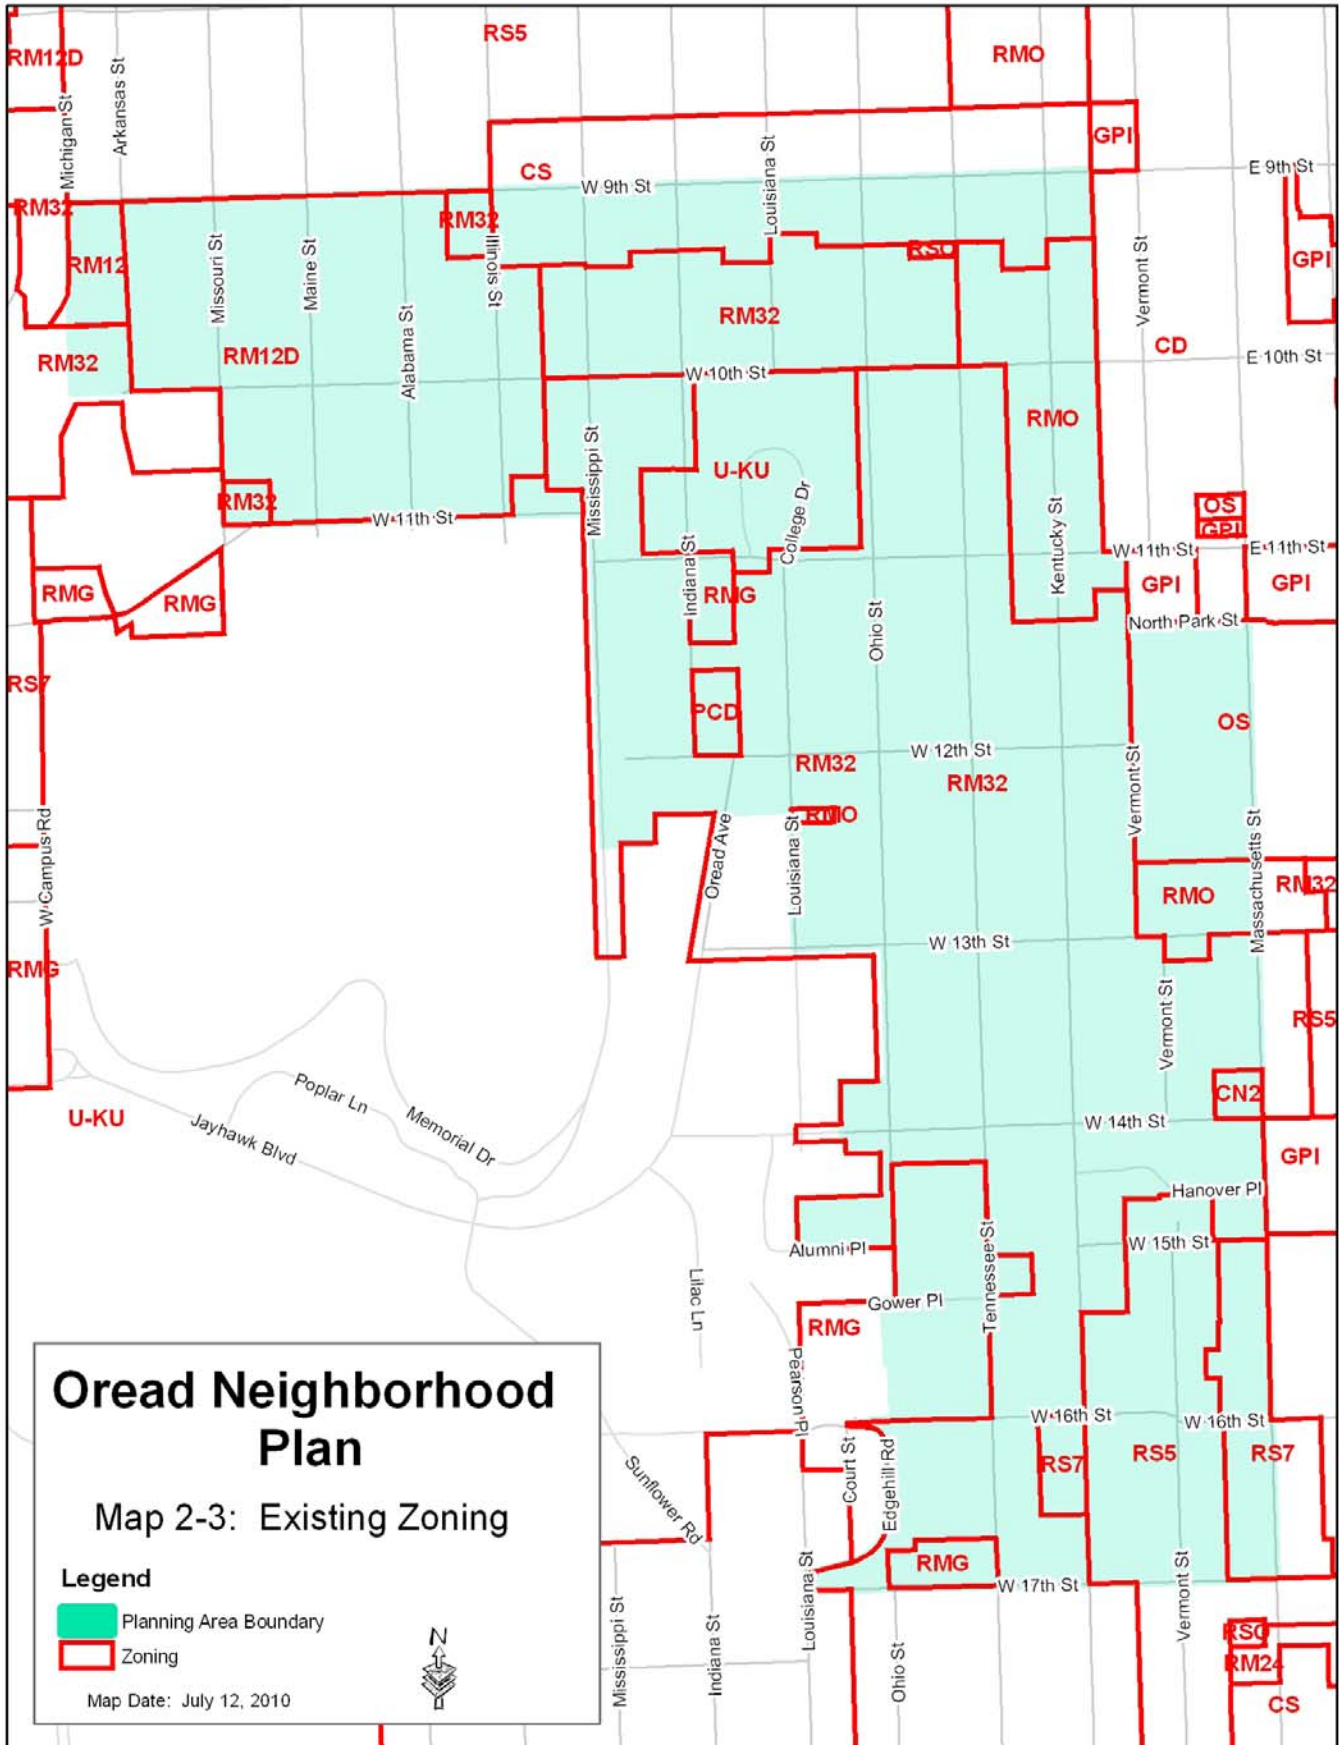 RS5
RM12D
RMO
Arkansas St
Michigan St
GPI
CS
Louisiana St
W 9th St
E 9th St
RM32
RM32
RM12
Missouri St
Maine St
Illinois St
RSO
Vermont St
GPI
Alabama St
RM32
CD
RM32
RM12D
E 10th St
W 10th St
RMO
Mississippi St
U-KU
College Dr
RM32
W 11th St
Kentucky St
OS
GPI
Indiana St
W 11th St
E 11th St
RMG
RMG
RMG
GPI
GPI
Ohio St
North Park St
RS7
PCD
OS
W 12th St
RM32
RM32
Vermont St
RMO
W Campus Rd
Oread Ave
Louisiana St
Massachusetts St
RMO
RM32
W 13th St
RMG
Vermont St
RS5
Poplar Ln
Memorial Dr
CN2
U-KU
Jayhawk Blvd
W 14th St
GPI
Hanover Pl
Alumni Pl
Tennessee St
W 15th St
Lilac Ln
Gower Pl
RMG
Pearson Pl
W 16th St
W 16th St
Court St
Edgehill Rd
RS7
RS5
RS7
Sunflower Rd
RMG
W 17th St
Louisiana St
Vermont St
Mississippi St
Indiana St
Ohio St
RSO
RM24
CS
Oread Neighborhood
Plan
Map 2-3: Existing Zoning
Legend
Planning Area Boundary
Zoning
N
Map Date: July 12, 2010